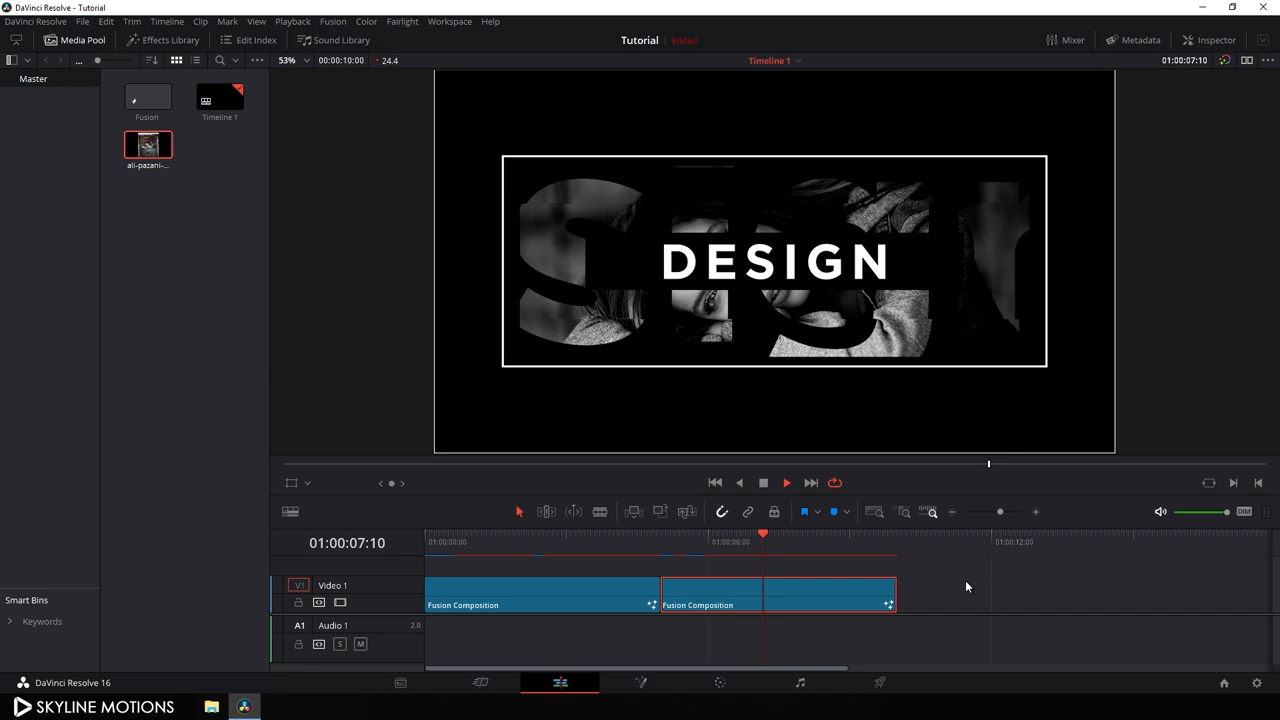 DaVinci Resolve - Tutorial
DaVinci Resolve File Edit Trim Timeline Clip Mark View Playback Fusion Color Fairlight Workspace Help
Media Pool Effects Library Edit Index Sound Library Tutorial Edited Mixer Metadata Inspector
... 53% 00:00:10:00 24.4 Timeline 1 01:00:07:10
Master
Fusion Timeline 1
ali-pazani-...
DESIGN
01:00:07:10 01:00:00:00 01:00:06:00 01:00:12:00
V1 Video 1
Fusion Composition Fusion Composition
Smart Bins
Keywords
A1 Audio 1 2.0
S M
DIM
DaVinci Resolve 16
SKYLINE MOTIONS